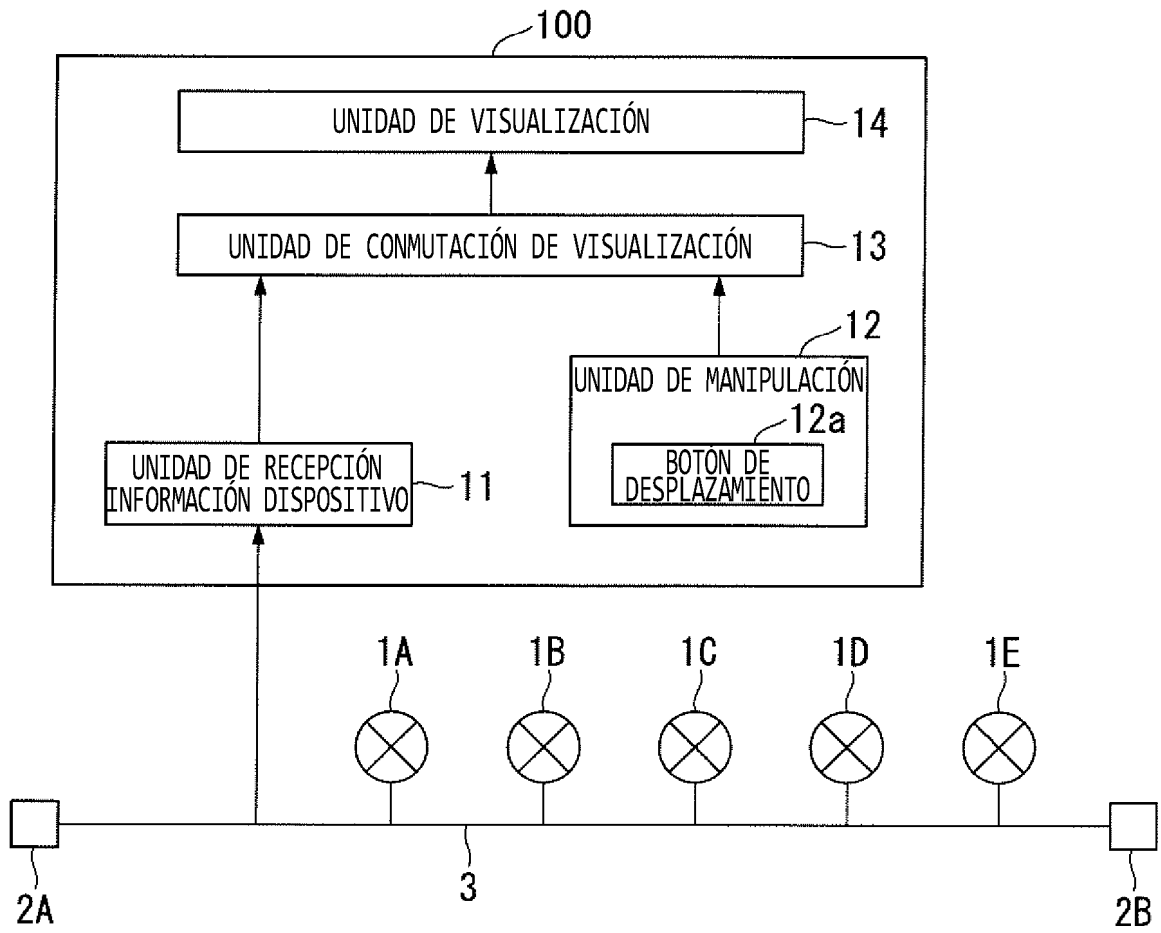 100
UNIDAD DE VISUALIZACIÓN
14
UNIDAD DE CONMUTACIÓN DE VISUALIZACIÓN
13
12
UNIDAD DE MANIPULACIÓN
12a
BOTÓN DE
DESPLAZAMIENTO
UNIDAD DE RECEPCIÓN
INFORMACIÓN DISPOSITIVO
11
1A
1B
1C
1D
1E
2A
3
2B